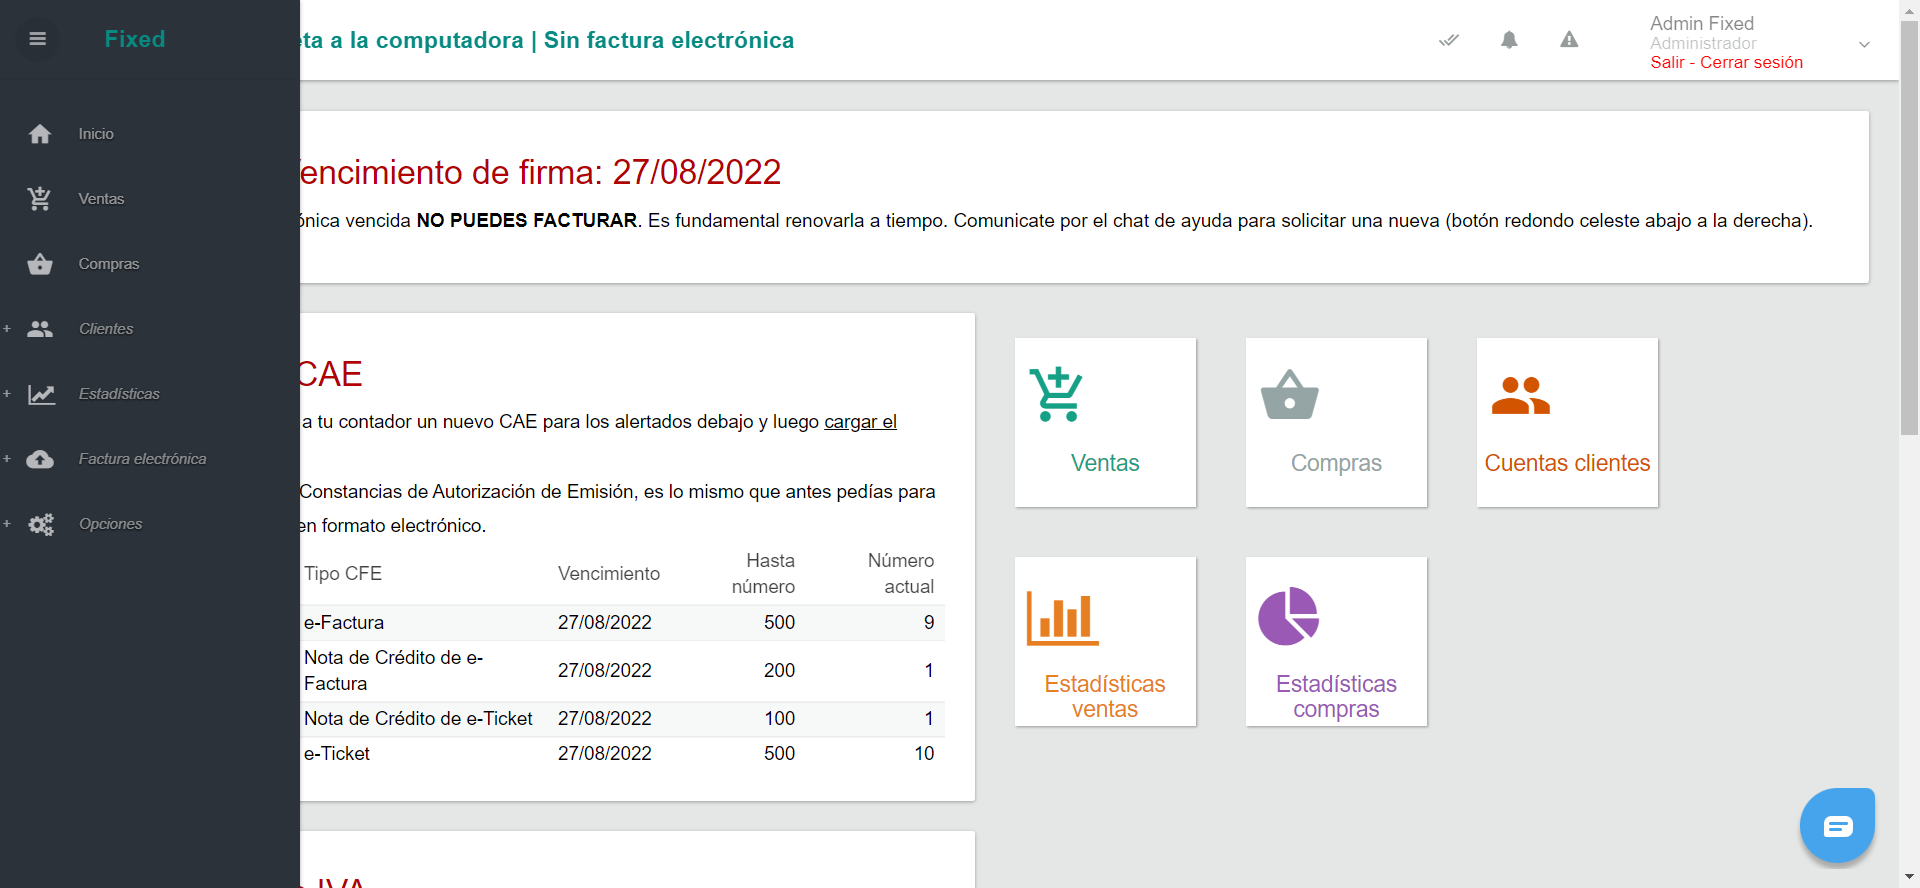 Fixed
eta a la computadora | Sin factura electrónica
Admin Fixed
Administrador
Salir - Cerrar sesión
Inicio
Ventas
Compras
+ Clientes
+ Estadísticas
+ Factura electrónica
+ Opciones
encimiento de firma: 27/08/2022
ónica vencida NO PUEDES FACTURAR. Es fundamental renovarla a tiempo. Comunicate por el chat de ayuda para solicitar una nueva (botón redondo celeste abajo a la derecha).
CAE
a tu contador un nuevo CAE para los alertados debajo y luego cargar el
Constancias de Autorización de Emisión, es lo mismo que antes pedías para
en formato electrónico.
Tipo CFE Vencimiento Hasta número Número actual
e-Factura 27/08/2022 500 9
Nota de Crédito de e-
Factura 27/08/2022 200 1
Nota de Crédito de e-Ticket 27/08/2022 100 1
e-Ticket 27/08/2022 500 10
Ventas
Compras
Cuentas clientes
Estadísticas
ventas
Estadísticas
compras
IVA